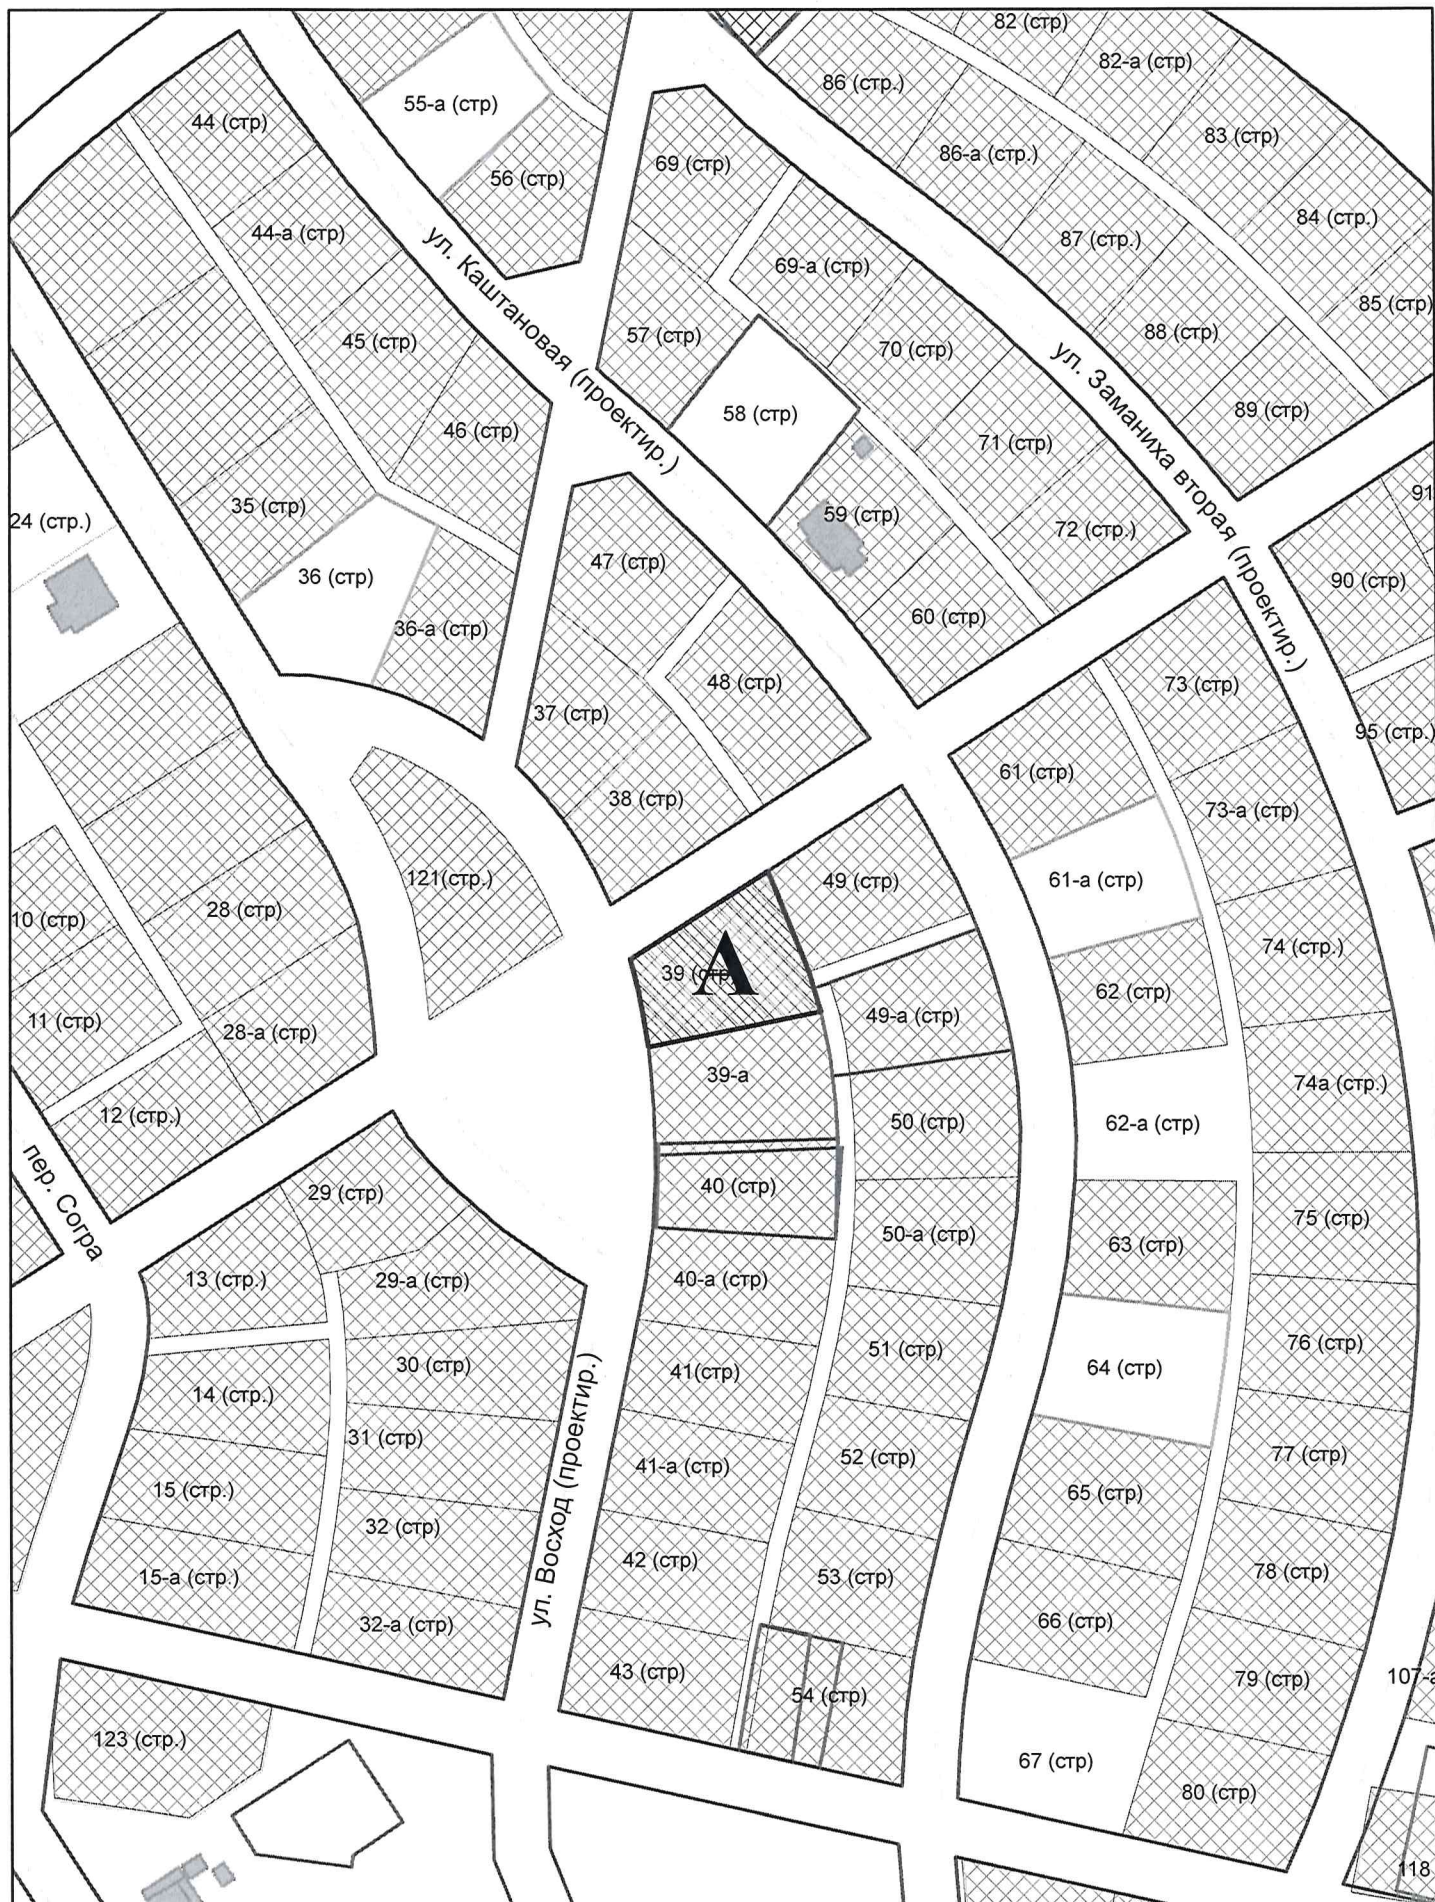 82 (стр)
82-а (стр)
86 (стр.)
55-а (стр)
44 (стр)
83 (стр)
86-а (стр.)
69 (стр)
56 (стр)
84 (стр.)
44-а (стр)
87 (стр.)
ул. Каштановая (проектир.)
69-а (стр)
85 (стр)
57 (стр)
88 (стр)
45 (стр)
70 (стр)
ул. Заманиха вторая (проектир.)
89 (стр)
58 (стр)
46 (стр)
71 (стр)
91
35 (стр)
59 (стр)
24 (стр.)
72 (стр.)
47 (стр)
36 (стр)
90 (стр)
60 (стр)
36-а (стр)
48 (стр)
73 (стр)
37 (стр)
95 (стр.)
61 (стр)
38 (стр)
73-а (стр)
121(стр.)
49 (стр)
61-а (стр)
28 (стр)
10 (стр)
74 (стр.)
39 (стр)
А
62 (стр)
11 (стр)
49-а (стр)
28-а (стр)
39-а
74а (стр.)
12 (стр.)
50 (стр)
62-а (стр)
пер. Согра
29 (стр)
40 (стр)
75 (стр)
50-а (стр)
63 (стр)
13 (стр.)
29-а (стр)
40-а (стр)
76 (стр)
51 (стр)
30 (стр)
64 (стр)
41(стр)
14 (стр.)
31 (стр)
ул. Восход (проектир.)
77 (стр)
52 (стр)
41-а (стр)
15 (стр.)
65 (стр)
32 (стр)
42 (стр)
78 (стр)
15-а (стр.)
53 (стр)
32-а (стр)
66 (стр)
43 (стр)
79 (стр)
107-а
54 (стр)
123 (стр.)
67 (стр)
80 (стр)
118